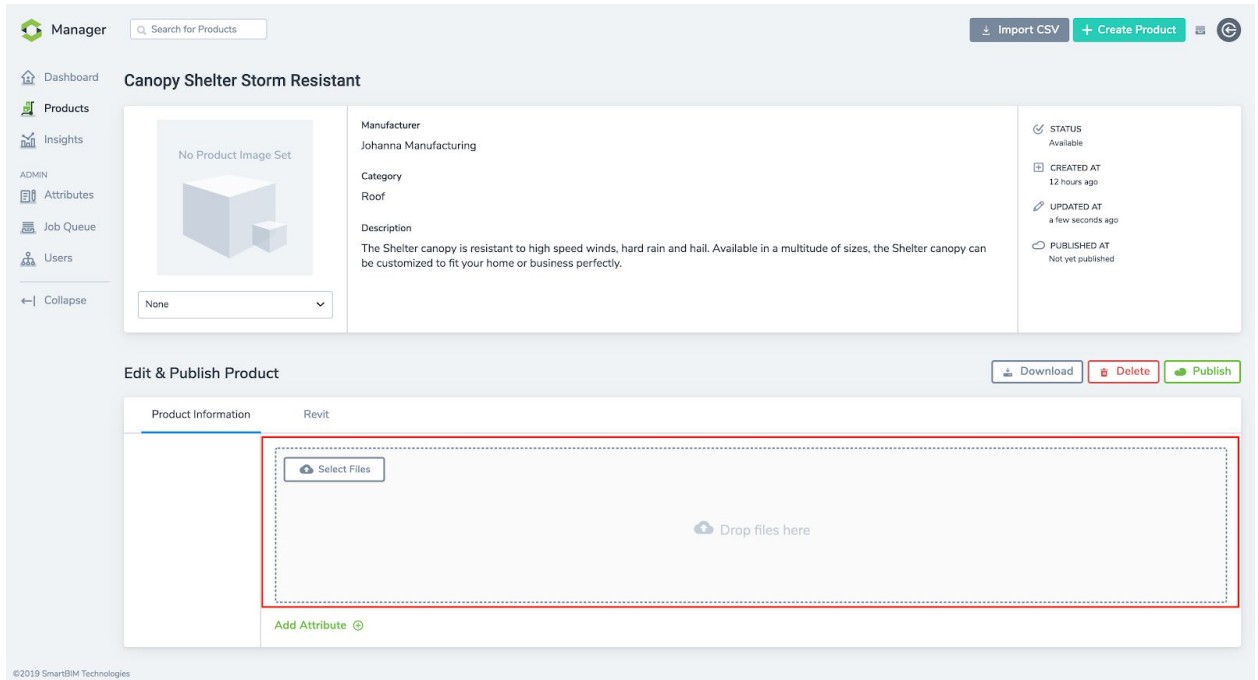 Manager
Search for Products
Import CSV
+ Create Product
Dashboard
Products
Insights
ADMIN
Attributes
Job Queue
Users
Collapse
Canopy Shelter Storm Resistant
No Product Image Set
None
Manufacturer
Johanna Manufacturing
Category
Roof
Description
The Shelter canopy is resistant to high speed winds, hard rain and hail. Available in a multitude of sizes, the Shelter canopy can
be customized to fit your home or business perfectly.
STATUS
Available
CREATED AT
12 hours ago
UPDATED AT
a few seconds ago
PUBLISHED AT
Not yet published
Edit & Publish Product
Download
Delete
Publish
Product Information
Revit
Select Files
Drop files here
Add Attribute
©2019 SmartBIM Technologies